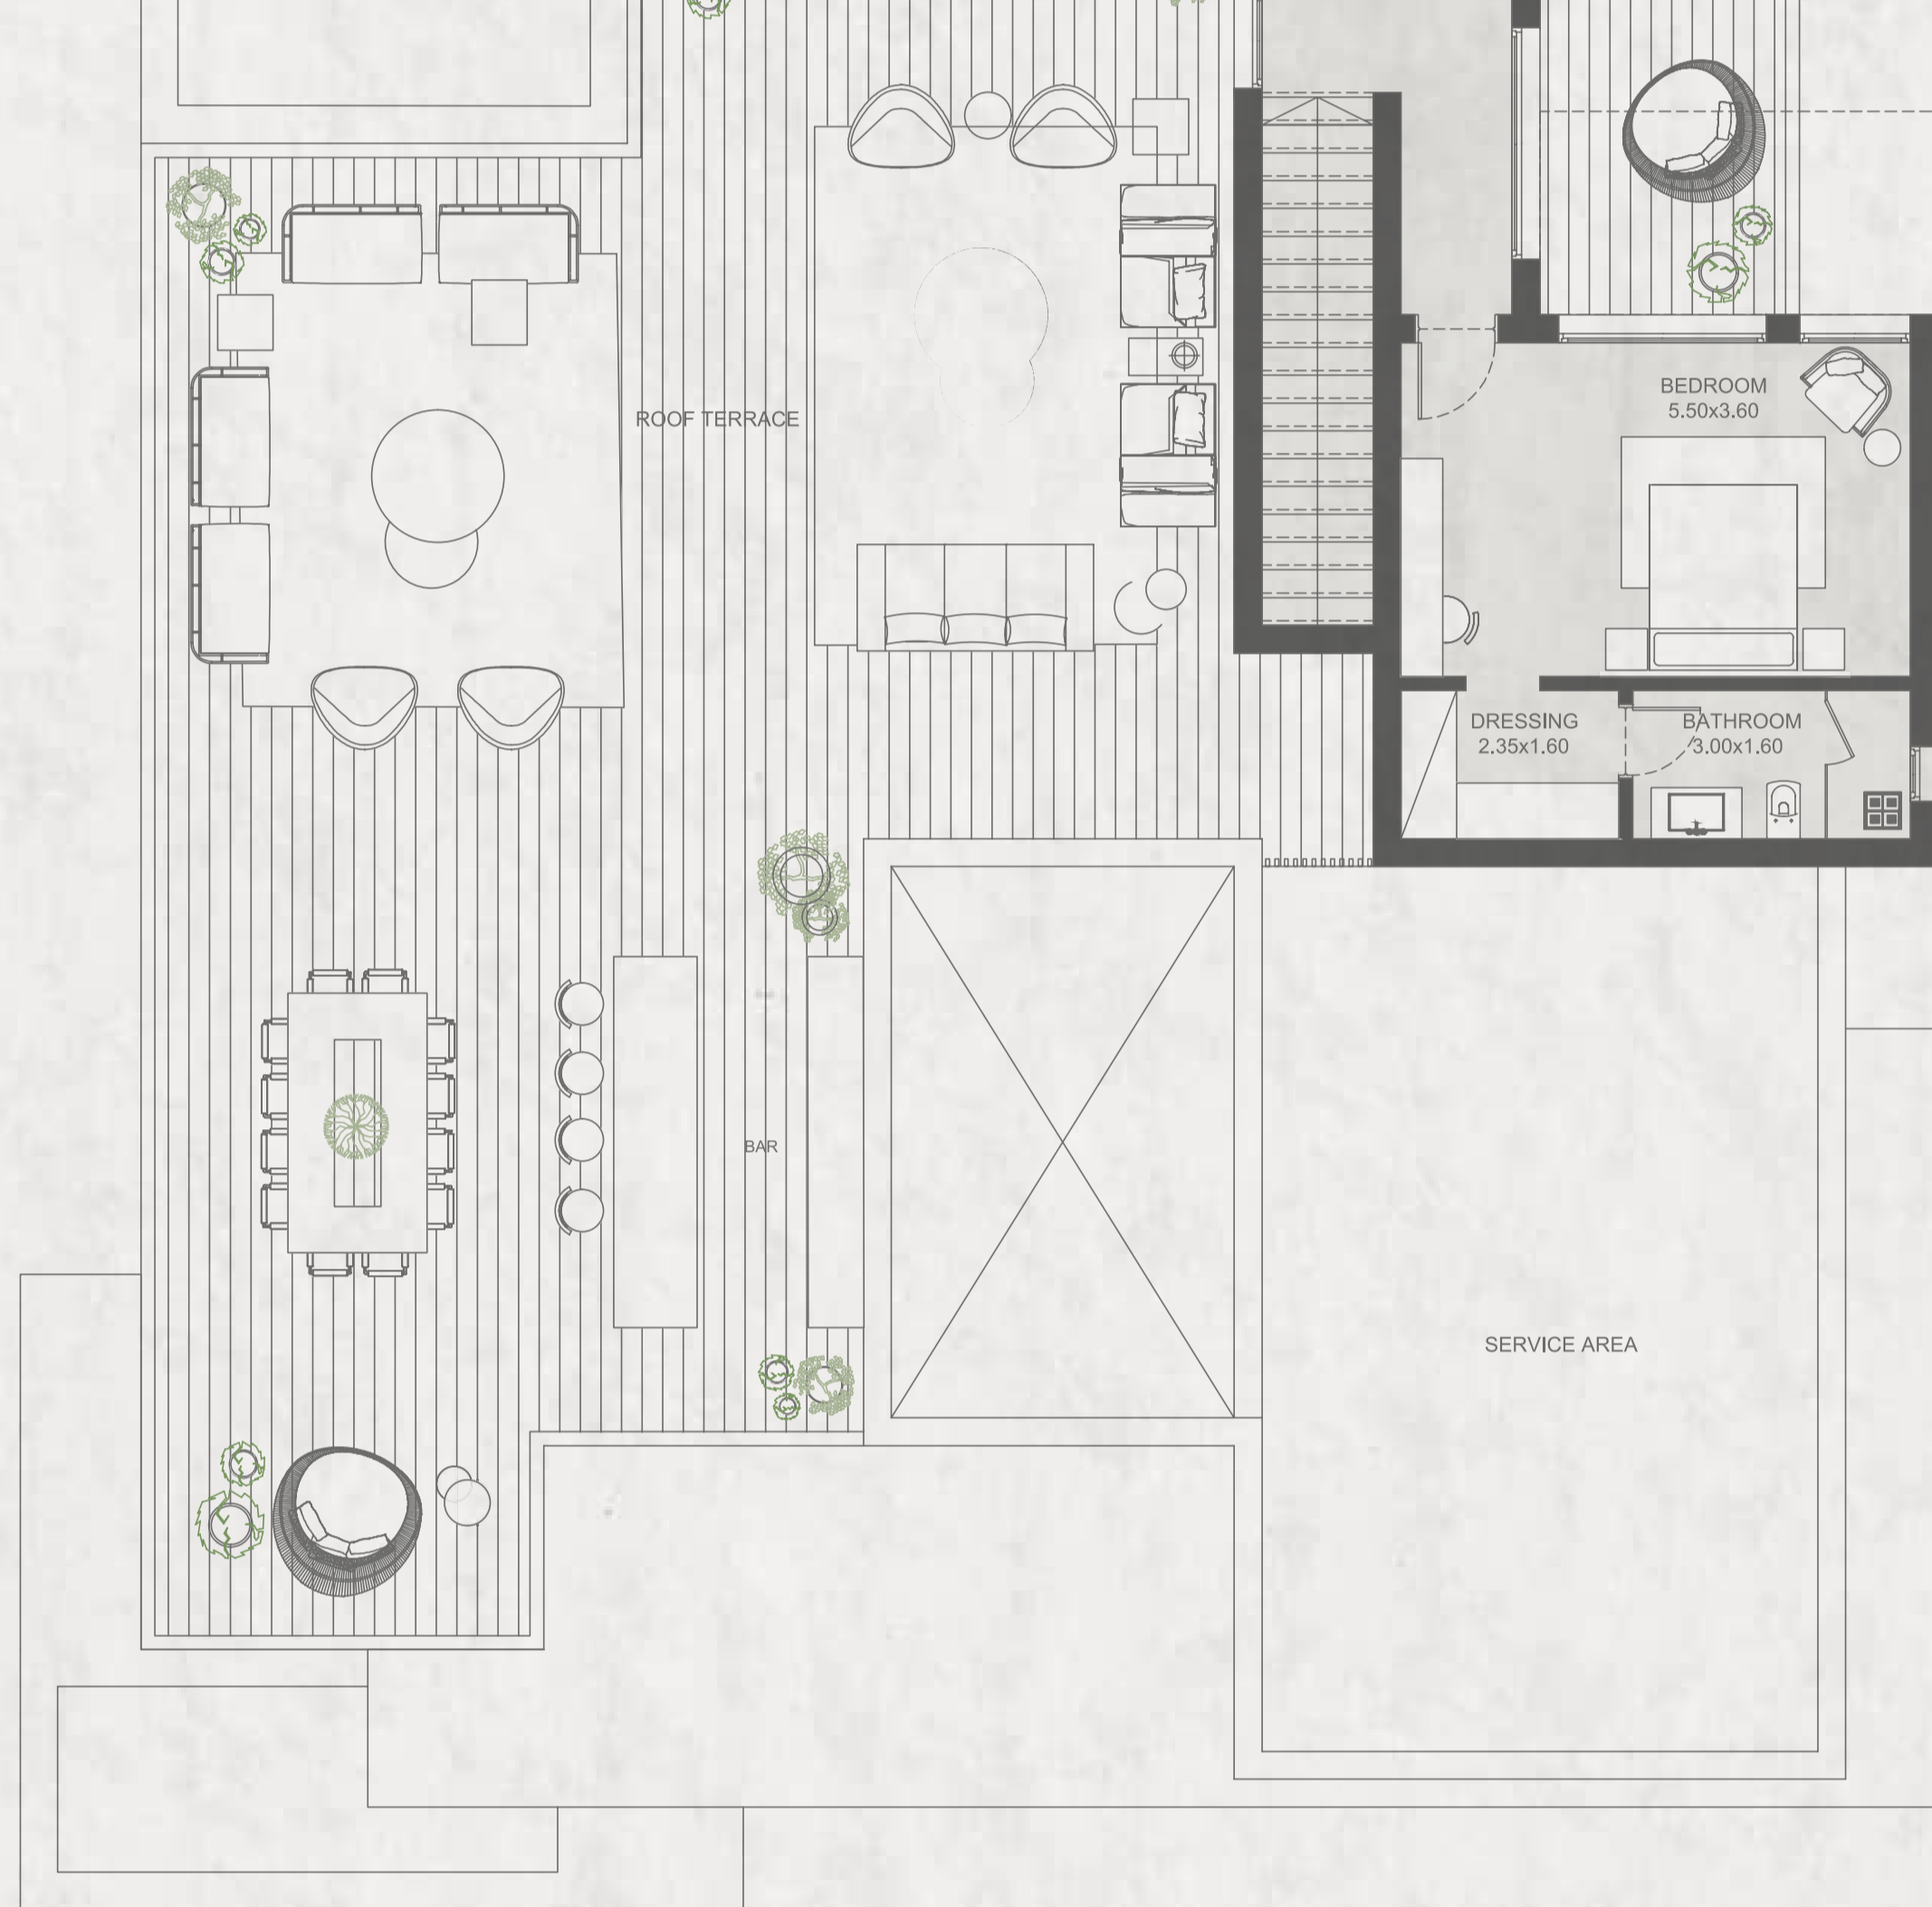 BEDROOM
5.50x3.60
ROOF TERRACE
DRESSING
2.35x1.60
BATHROOM
3.00x1.60
BAR
SERVICE AREA